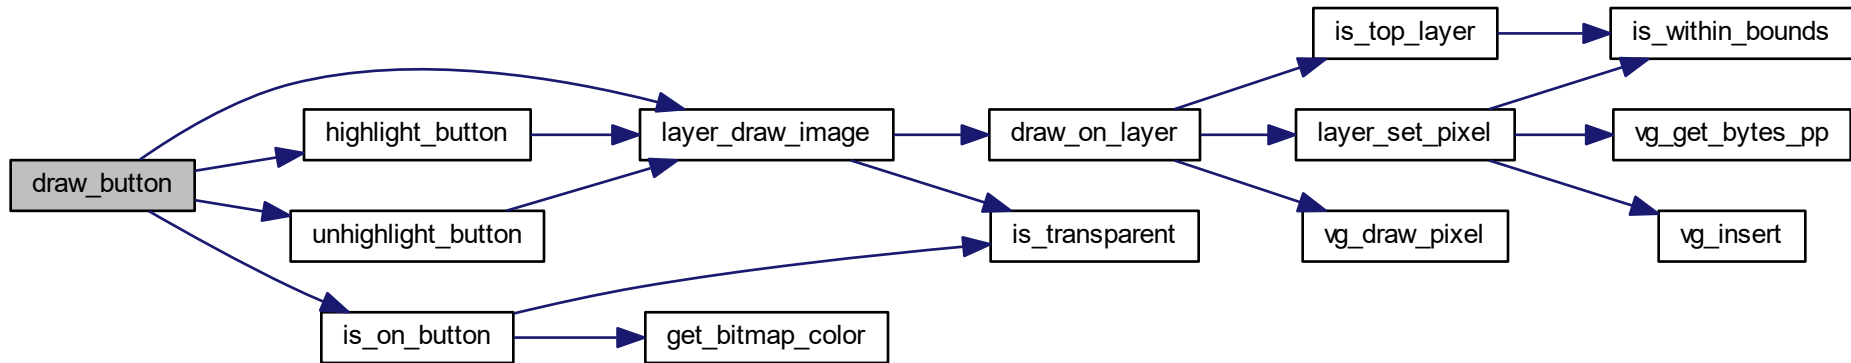 draw_button
highlight_button
unhighlight_button
is_on_button
layer_draw_image
get_bitmap_color
draw_on_layer
is_transparent
is_top_layer
layer_set_pixel
vg_draw_pixel
is_within_bounds
vg_get_bytes_pp
vg_insert